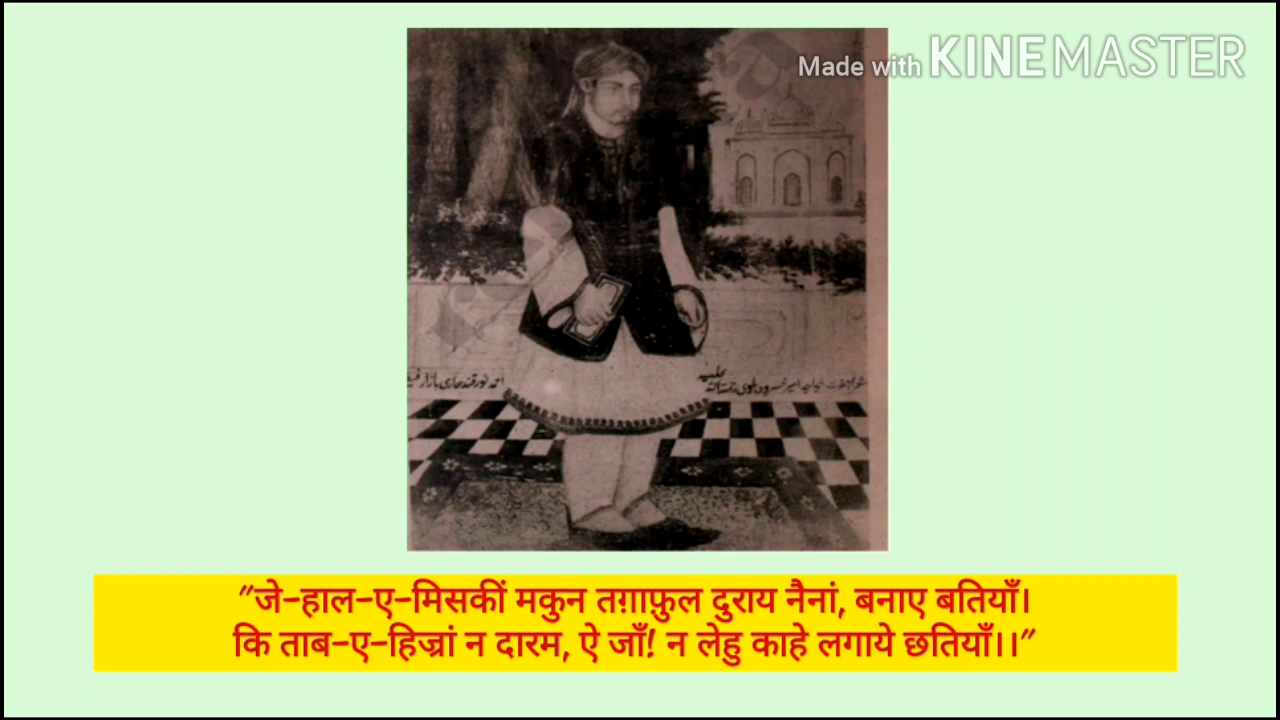 Made with KINEMASTER
"जे-हाल-ए-मिसकीं मकुन तग़ाफ़ुल दुराय नैनां, बनाए बतियाँ।
कि ताब-ए-हिज्रां न दारम, ऐ जाँ! न लेहु काहे लगाये छतियाँ।।"